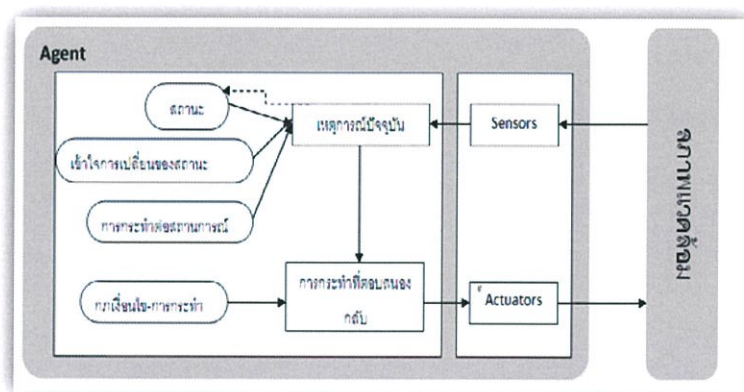 Agent
สถานะ
เหตุการณ์ปัจจุบัน
Sensors
เข้าใจการเปลี่ยนของสถานะ
การกระทำต่อสถานการณ์
กฎเงื่อนไข-การกระทำ
การกระทำที่ตอบสนอง
กลับ
Actuators
สภาพแวดล้อม